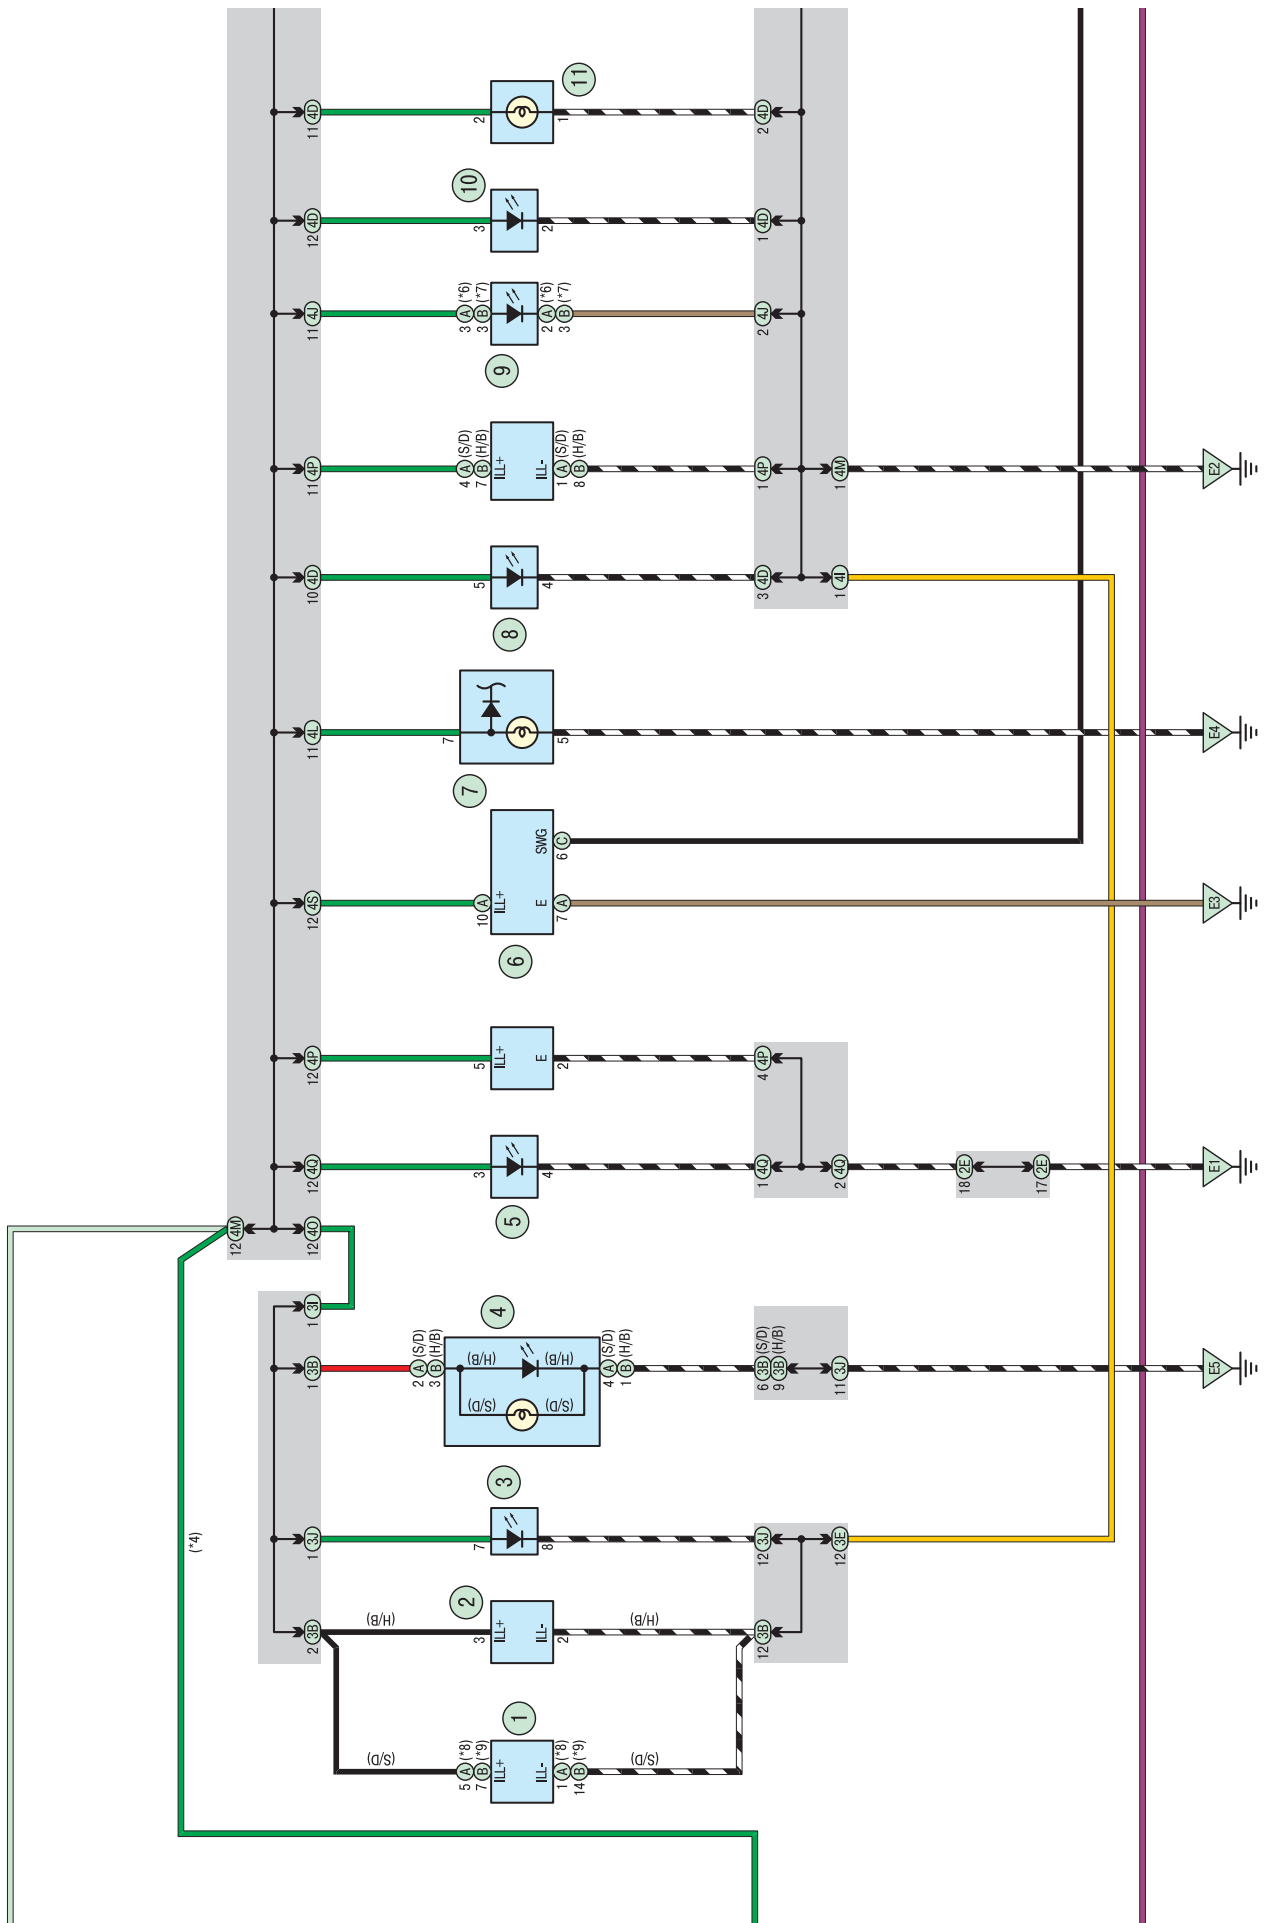 11
11 4D
2
1
2 4D
10
12 4D
3
2
1 4D
11 4J
3 A (*6)
3 B (*7)
2 A (*6)
3 B (*7)
2 4J
9
11 4P
4 A (S/D)
7 B (H/B)
ILL+
ILL-
1 A (S/D)
8 B (H/B)
1 4P
1 4M
E2
10 4D
5
4
3 4D
1 4I
8
11 4L
7
5
E4
7
12 4S
10 A
ILL+
SWG
E
6 C
7 A
E3
6
12 4P
5
ILL+
E
2
4 4P
12 4Q
3
4
1 4Q
2 4Q
18 2E
17 2E
E1
5
12 4M
12 4O
1 3I
4
1 3B
2 A (S/D)
3 B (H/B)
(H/B)
(H/B)
(S/D)
(S/D)
4 A (S/D)
1 B (H/B)
6 3B (S/D)
9 3B (H/B)
11 3J
E5
3
(*4)
1 3J
7
8
12 3J
12 3E
2
2 3B
(H/B)
3
ILL+
ILL-
2
(H/B)
12 3B
1
(S/D)
5 A (*8)
7 B (*9)
ILL+
ILL-
1 A (*8)
14 B (*9)
(S/D)